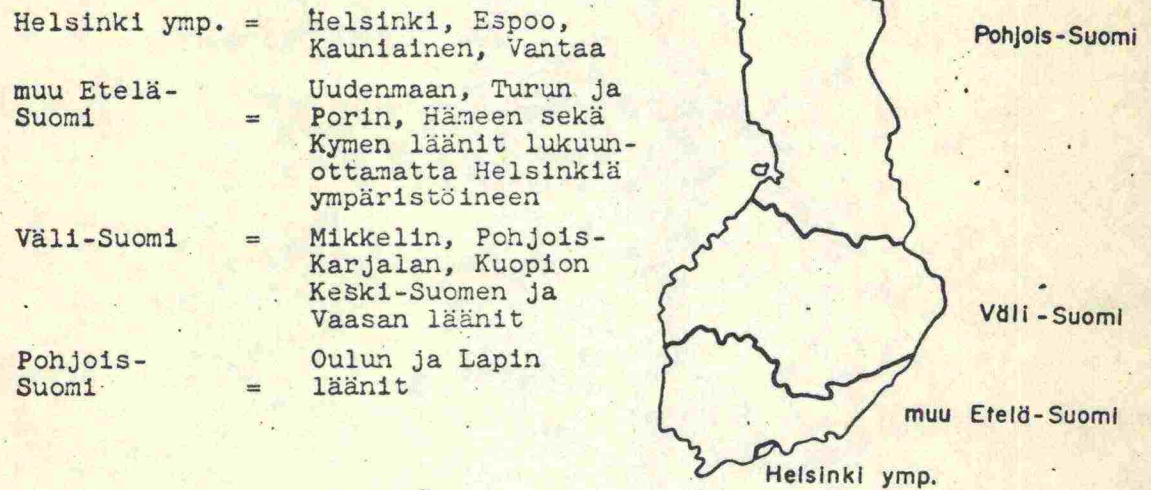 Helsinki ymp. = Helsinki, Espoo,
Kauniainen, Vantaa
muu Etelä- Uudenmaan, Turun ja
Suomi = Porin, Hämeen sekä
Kymen läänit lukuun-
ottamatta Helsinkiä
ympäristöineen
Väli-Suomi = Mikkelin, Pohjois-
Karjalan, Kuopion
Keski-Suomen ja
Vaasan läänit
Pohjois- Oulun ja Lapin
Suomi = läänit
Pohjois-Suomi
Väli-Suomi
muu Etelä-Suomi
Helsinki ymp.